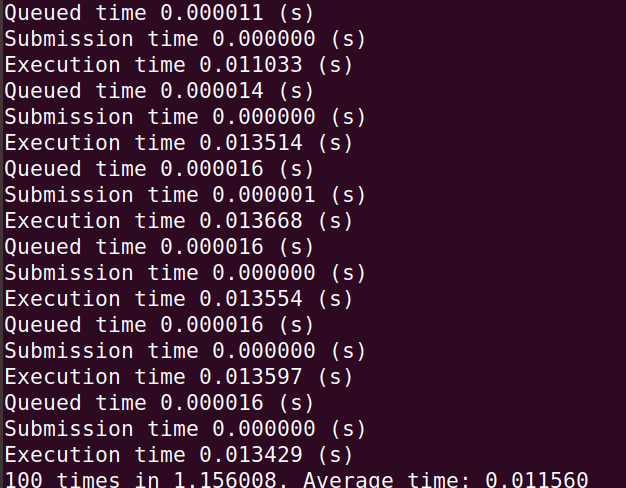 Queued time 0.000011 (s)
Submission time 0.000000 (s)
Execution time 0.011033 (s)
Queued time 0.000014 (s)
Submission time 0.000000 (s)
Execution time 0.013514 (s)
Queued time 0.000016 (s)
Submission time 0.000001 (s)
Execution time 0.013668 (s)
Queued time 0.000016 (s)
Submission time 0.000000 (s)
Execution time 0.013554 (s)
Queued time 0.000016 (s)
Submission time 0.000000 (s)
Execution time 0.013597 (s)
Queued time 0.000016 (s)
Submission time 0.000000 (s)
Execution time 0.013429 (s)
100 times in 1.156008. Average time: 0.011560